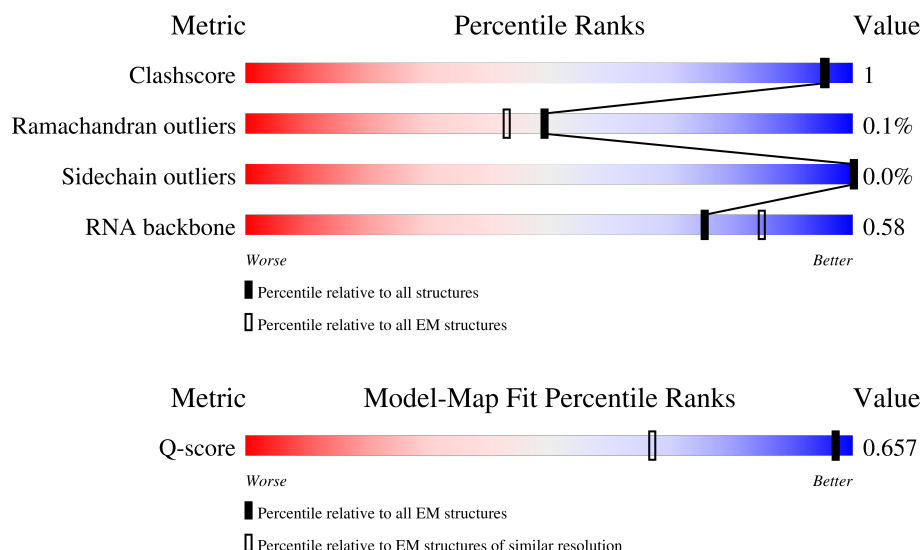 Metric Percentile Ranks Value
Clashscore 1
Ramachandran outliers 0.1%
Sidechain outliers 0.0%
RNA backbone 0.58
Worse Better
Percentile relative to all structures
Percentile relative to all EM structures
Metric Model-Map Fit Percentile Ranks Value
Q-score 0.657
Worse Better
Percentile relative to all EM structures
Percentile relative to EM structures of similar resolution